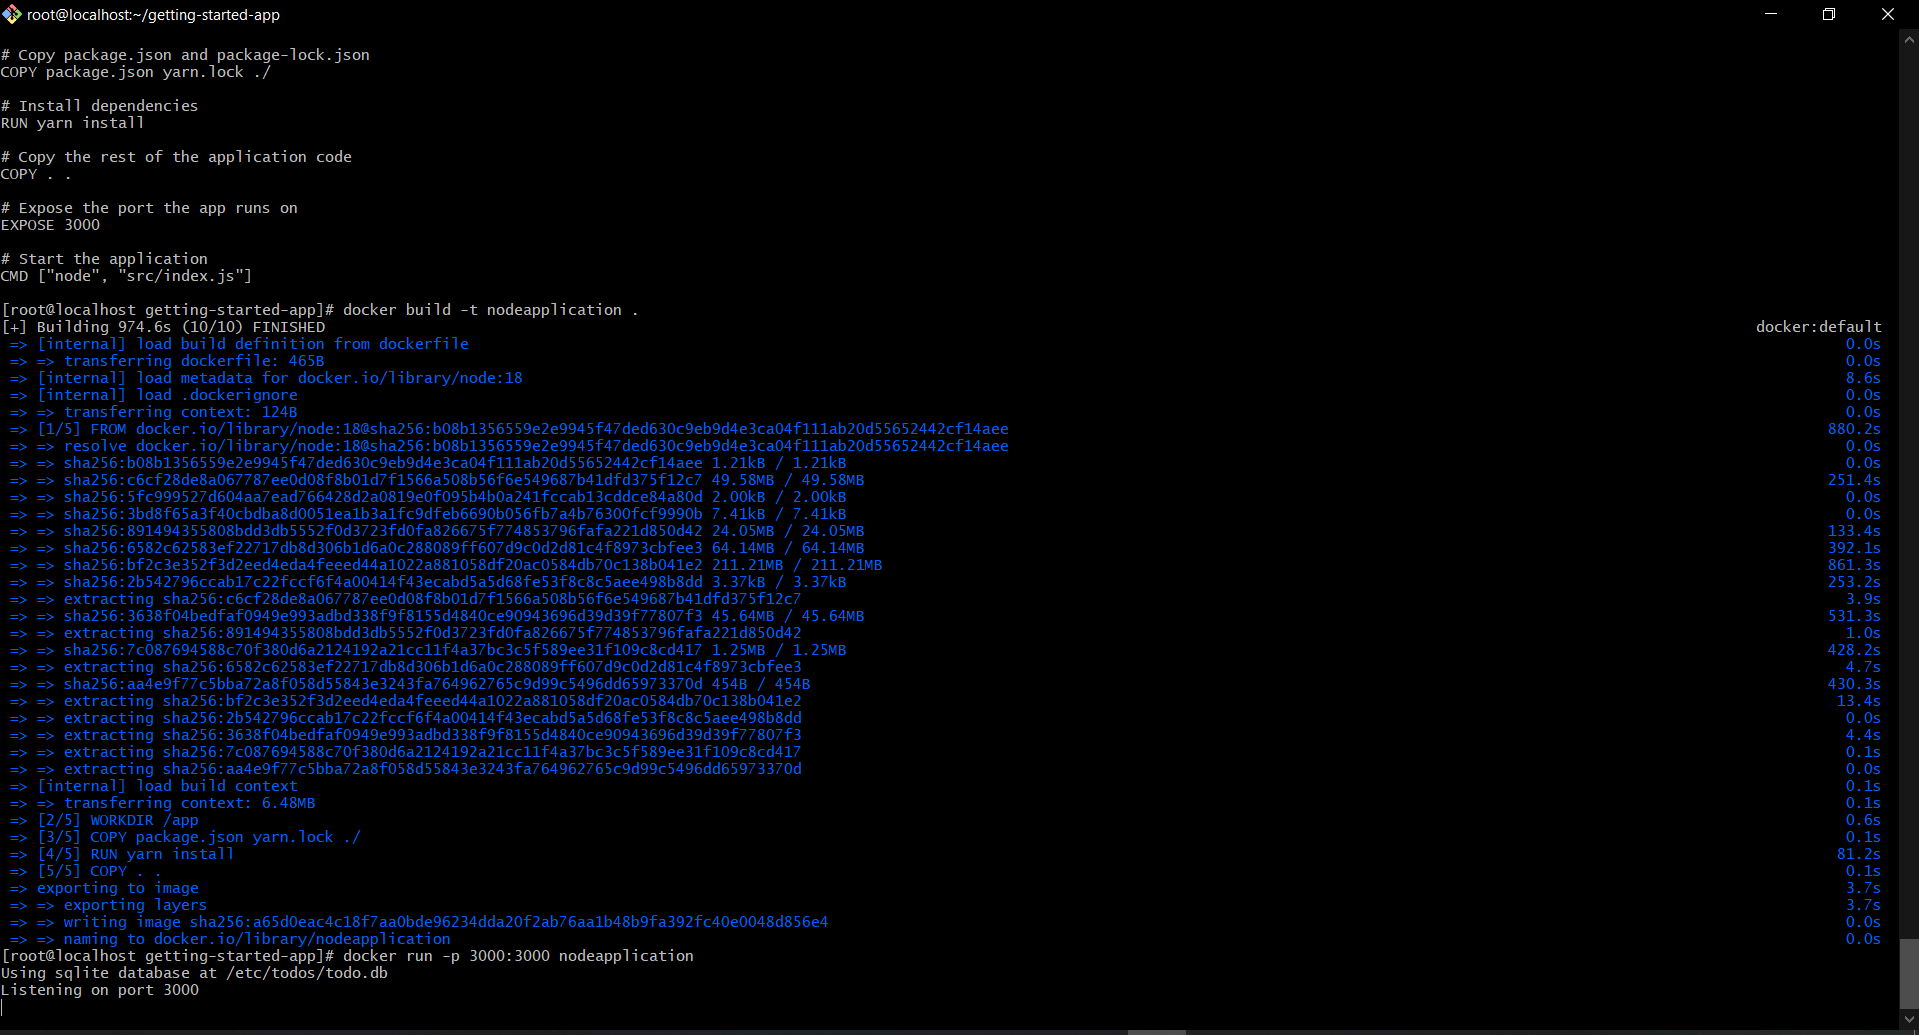 root@localhost:~/getting-started-app
# Copy package.json and package-lock.json
COPY package.json yarn.lock ./
# Install dependencies
RUN yarn install
# Copy the rest of the application code
COPY . .
# Expose the port the app runs on
EXPOSE 3000
# Start the application
CMD ["node", "src/index.js"]
[root@localhost getting-started-app]# docker build -t nodeapplication .
[+] Building 974.6s (10/10) FINISHED docker:default
=> [internal] load build definition from dockerfile 0.0s
=> => transferring dockerfile: 465B 0.0s
=> [internal] load metadata for docker.io/library/node:18 8.6s
=> [internal] load .dockerignore 0.0s
=> => transferring context: 124B 0.0s
=> [1/5] FROM docker.io/library/node:18@sha256:b08b1356559e2e9945f47ded630c9eb9d4e3ca04f111ab20d55652442cf14aee 880.2s
=> => resolve docker.io/library/node:18@sha256:b08b1356559e2e9945f47ded630c9eb9d4e3ca04f111ab20d55652442cf14aee 0.0s
=> => sha256:b08b1356559e2e9945f47ded630c9eb9d4e3ca04f111ab20d55652442cf14aee 1.21kB / 1.21kB 0.0s
=> => sha256:c6cf28de8a067787ee0d08f8b01d7f1566a508b56f6e549687b41dfd375f12c7 49.58MB / 49.58MB 251.4s
=> => sha256:5fc999527d604aa7ead766428d2a0819e0f095b4b0a241fccab13cddce84a80d 2.00kB / 2.00kB 0.0s
=> => sha256:3bd8f65a3f40cbdba8d0051ea1b3a1fc9dfeb6690b056fb7a4b76300fcf9990b 7.41kB / 7.41kB 0.0s
=> => sha256:891494355808bdd3db5552f0d3723fd0fa826675f774853796fafa221d850d42 24.05MB / 24.05MB 133.4s
=> => sha256:6582c62583ef22717db8d306b1d6a0c288089ff607d9c0d2d81c4f8973cbfee3 64.14MB / 64.14MB 392.1s
=> => sha256:bf2c3e352f3d2eed4eda4feeed44a1022a881058df20ac0584db70c138b041e2 211.21MB / 211.21MB 861.3s
=> => sha256:2b542796ccab17c22fccf6f4a00414f43ecabd5a5d68fe53f8c8c5aee498b8dd 3.37kB / 3.37kB 253.2s
=> => extracting sha256:c6cf28de8a067787ee0d08f8b01d7f1566a508b56f6e549687b41dfd375f12c7 3.9s
=> => sha256:3638f04bedfaf0949e993adbd338f9f8155d4840ce90943696d39d39f77807f3 45.64MB / 45.64MB 531.3s
=> => extracting sha256:891494355808bdd3db5552f0d3723fd0fa826675f774853796fafa221d850d42 1.0s
=> => sha256:7c087694588c70f380d6a2124192a21cc11f4a37bc3c5f589ee31f109c8cd417 1.25MB / 1.25MB 428.2s
=> => extracting sha256:6582c62583ef22717db8d306b1d6a0c288089ff607d9c0d2d81c4f8973cbfee3 4.7s
=> => sha256:aa4e9f77c5bba72a8f058d55843e3243fa764962765c9d99c5496dd65973370d 454B / 454B 430.3s
=> => extracting sha256:bf2c3e352f3d2eed4eda4feeed44a1022a881058df20ac0584db70c138b041e2 13.4s
=> => extracting sha256:2b542796ccab17c22fccf6f4a00414f43ecabd5a5d68fe53f8c8c5aee498b8dd 0.0s
=> => extracting sha256:3638f04bedfaf0949e993adbd338f9f8155d4840ce90943696d39d39f77807f3 4.4s
=> => extracting sha256:7c087694588c70f380d6a2124192a21cc11f4a37bc3c5f589ee31f109c8cd417 0.1s
=> => extracting sha256:aa4e9f77c5bba72a8f058d55843e3243fa764962765c9d99c5496dd65973370d 0.0s
=> [internal] load build context 0.1s
=> => transferring context: 6.48MB 0.1s
=> [2/5] WORKDIR /app 0.6s
=> [3/5] COPY package.json yarn.lock ./ 0.1s
=> [4/5] RUN yarn install 81.2s
=> [5/5] COPY . . 0.1s
=> exporting to image 3.7s
=> => exporting layers 3.7s
=> => writing image sha256:a65d0eac4c18f7aa0bde96234dda20f2ab76aa1b48b9fa392fc40e0048d856e4 0.0s
=> => naming to docker.io/library/nodeapplication 0.0s
[root@localhost getting-started-app]# docker run -p 3000:3000 nodeapplication
Using sqlite database at /etc/todos/todo.db
Listening on port 3000